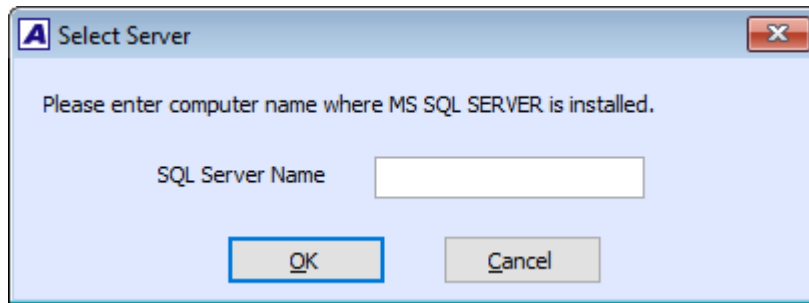 A Select Server
Please enter computer name where MS SQL SERVER is installed.
SQL Server Name
OK Cancel